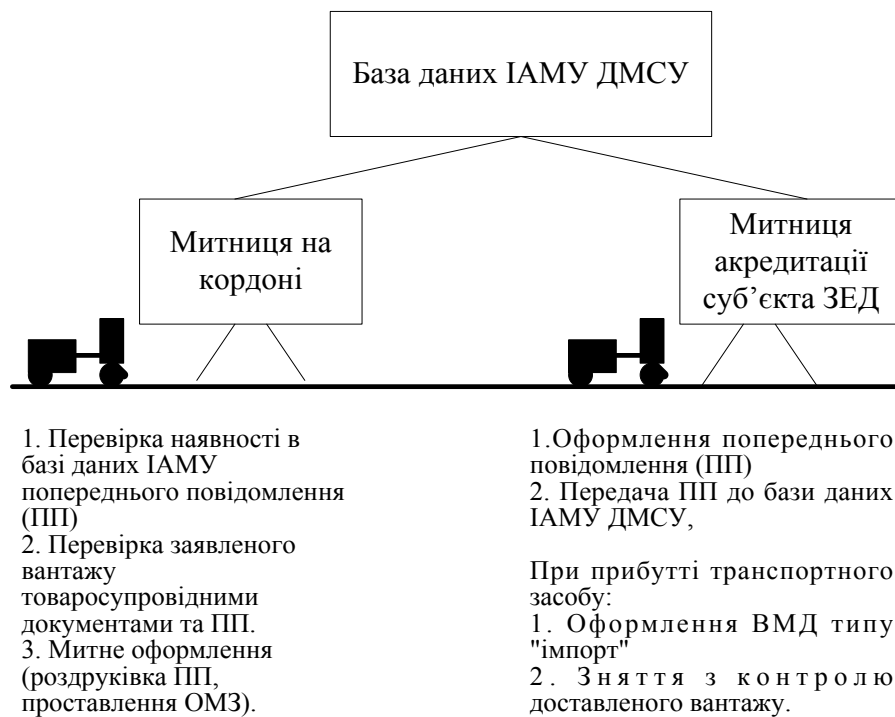 База даних ІАМУ ДМСУ
Митниця на
кордоні
Митниця
акредитації
суб’єкта ЗЕД
1. Перевірка наявності в
базі даних ІАМУ
попереднього повідомлення
(ПП)
2. Перевірка заявленого
вантажу
товаросупровідними
документами та ПП.
3. Митне оформлення
(роздруківка ПП,
проставлення ОМЗ).
1.Оформлення попереднього
повідомлення (ПП)
2. Передача ПП до бази даних
ІАМУ ДМСУ,
При прибутті транспортного
засобу:
1. Оформлення ВМД типу
"імпорт"
2. Зняття з контролю
доставленого вантажу.